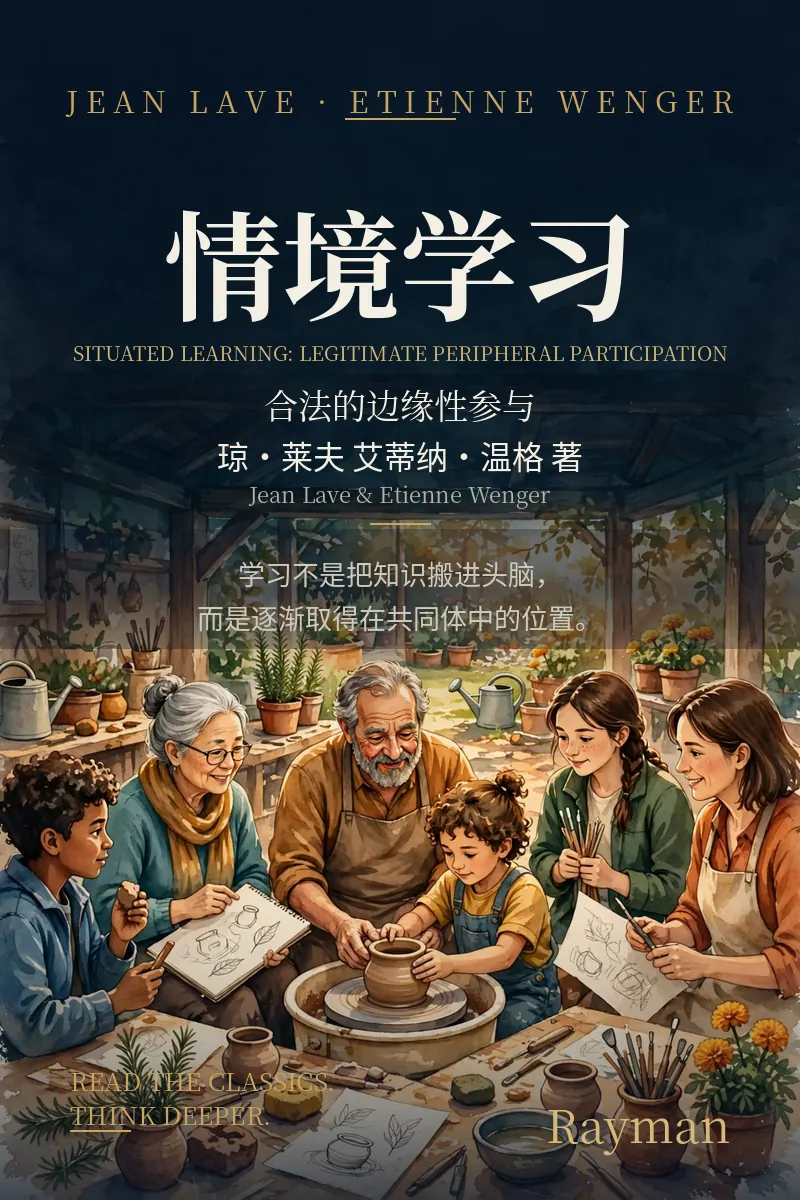 JEAN LAVE · ETIENNE WENGER
情境学习
SITUATED LEARNING: LEGITIMATE PERIPHERAL PARTICIPATION
合法的边缘性参与
琼·莱夫 艾蒂纳·温格 著
Jean Lave & Etienne Wenger
学习不是把知识搬进头脑，
而是逐渐取得在共同体中的位置。
READ THE CLASSICS.
THINK DEEPER.
Rayman